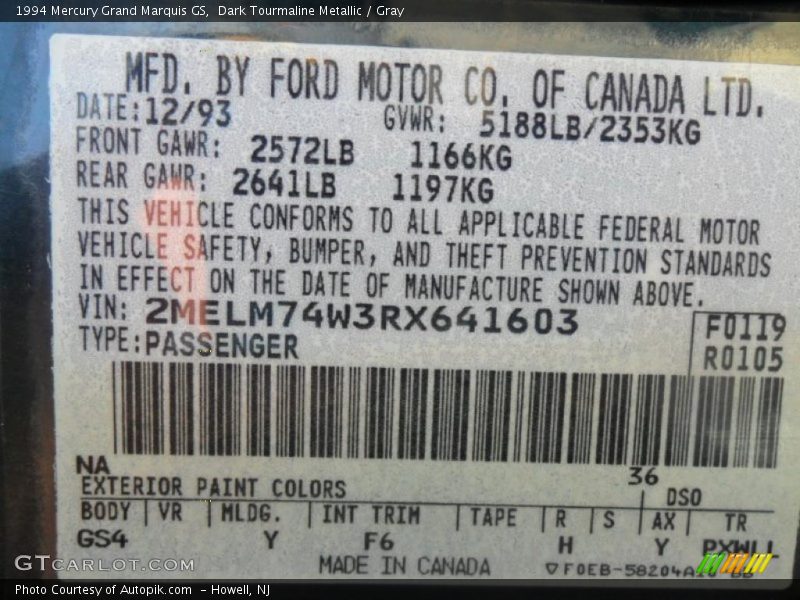 1994 Mercury Grand Marquis GS, Dark Tourmaline Metallic / Gray
MFD. BY FORD MOTOR CO. OF CANADA LTD.
DATE: 12/93 GVWR: 5188LB/2353KG
FRONT GAWR: 2572LB 1166KG
REAR GAWR: 2641LB 1197KG
THIS VEHICLE CONFORMS TO ALL APPLICABLE FEDERAL MOTOR
VEHICLE SAFETY, BUMPER, AND THEFT PREVENTION STANDARDS
IN EFFECT ON THE DATE OF MANUFACTURE SHOWN ABOVE.
VIN: 2MELM74W3RX641603 F0119
TYPE: PASSENGER R0105
NA 36
EXTERIOR PAINT COLORS DSO
BODY VR MLDG. INT TRIM TAPE R S AX TR
GS4 Y F6 H Y
MADE IN CANADA
GTCarLot.com
Photo Courtesy of Autopik.com - Howell, NJ